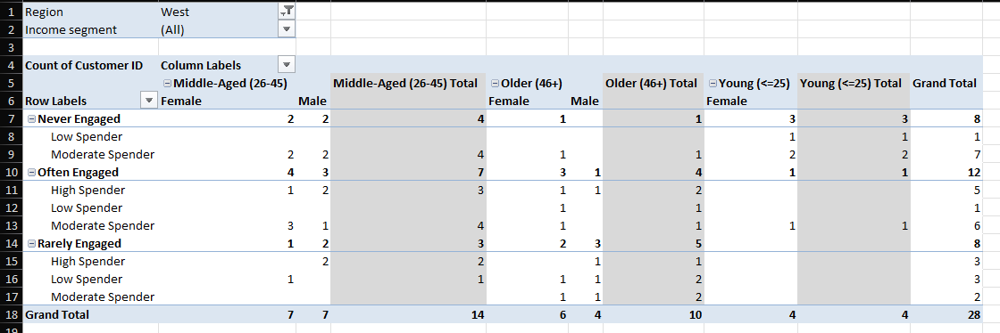 1 Region West
2 Income segment (All)
3
4 Count of Customer ID Column Labels
5 Middle-Aged (26-45) Middle-Aged (26-45) Total Older (46+) Older (46+) Total Young (<=25) Young (<=25) Total Grand Total
6 Row Labels Female Male Female Male Female
7 Never Engaged 2 2 4 1 1 3 3 8
8 Low Spender 1 1 1
9 Moderate Spender 2 2 4 1 1 2 2 7
10 Often Engaged 4 3 7 3 1 4 1 1 12
11 High Spender 1 2 3 1 1 2 5
12 Low Spender 1 1 1
13 Moderate Spender 3 1 4 1 1 1 1 6
14 Rarely Engaged 1 2 3 2 3 5 8
15 High Spender 2 2 1 1 3
16 Low Spender 1 1 1 1 2 3
17 Moderate Spender 1 1 2 2
18 Grand Total 7 7 14 6 4 10 4 4 28
19